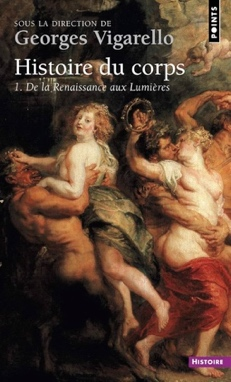 SOUS LA DIRECTION DE
Georges Vigarello
POINTS
Histoire du corps
1. De la Renaissance aux Lumières
Histoire